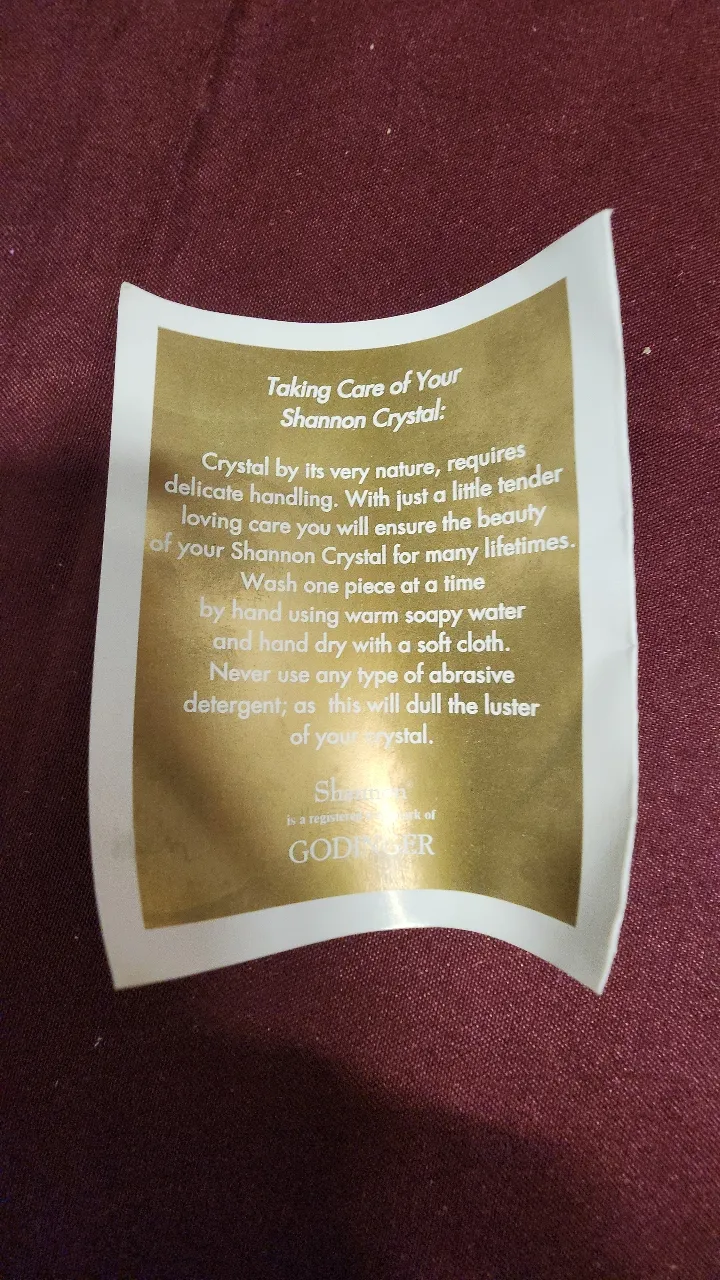 Taking Care of Your
Shannon Crystal:
Crystal by its very nature, requires
delicate handling. With just a little tender
loving care you will ensure the beauty
of your Shannon Crystal for many lifetimes.
Wash one piece at a time
by hand using warm soapy water
and hand dry with a soft cloth.
Never use any type of abrasive
detergent; as this will dull the luster
of your crystal.
Shannon
is a registered trademark of
GODINGER